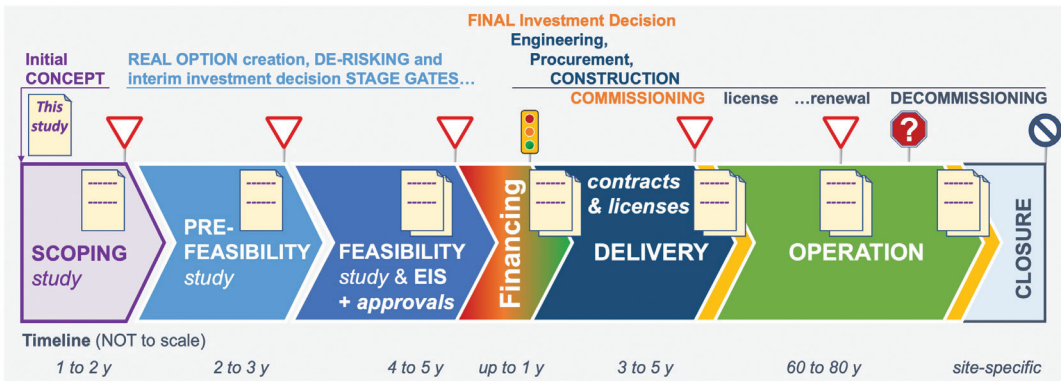 FINAL Investment Decision
Engineering,
Procurement,
CONSTRUCTION
Initial
CONCEPT
REAL OPTION creation, DE-RISKING and
interim investment decision STAGE GATES...
COMMISSIONING license ...renewal DECOMMISSIONING
This
study
?
contracts
& licenses
SCOPING
study
PRE-
FEASIBILITY
study
FEASIBILITY
study & EIS
+ approvals
Financing
DELIVERY
OPERATION
CLOSURE
Timeline (NOT to scale)
1 to 2 y 2 to 3 y 4 to 5 y up to 1 y 3 to 5 y 60 to 80 y site-specific